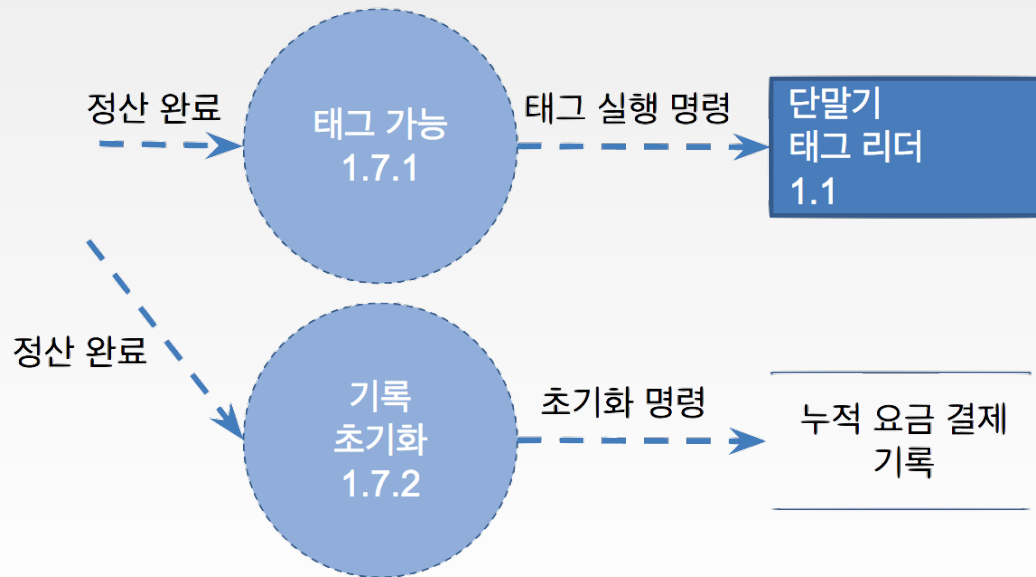 정산 완료
태그 가능
1.7.1
태그 실행 명령
단말기
태그 리더
1.1
정산 완료
기록
초기화
1.7.2
초기화 명령
누적 요금 결제
기록